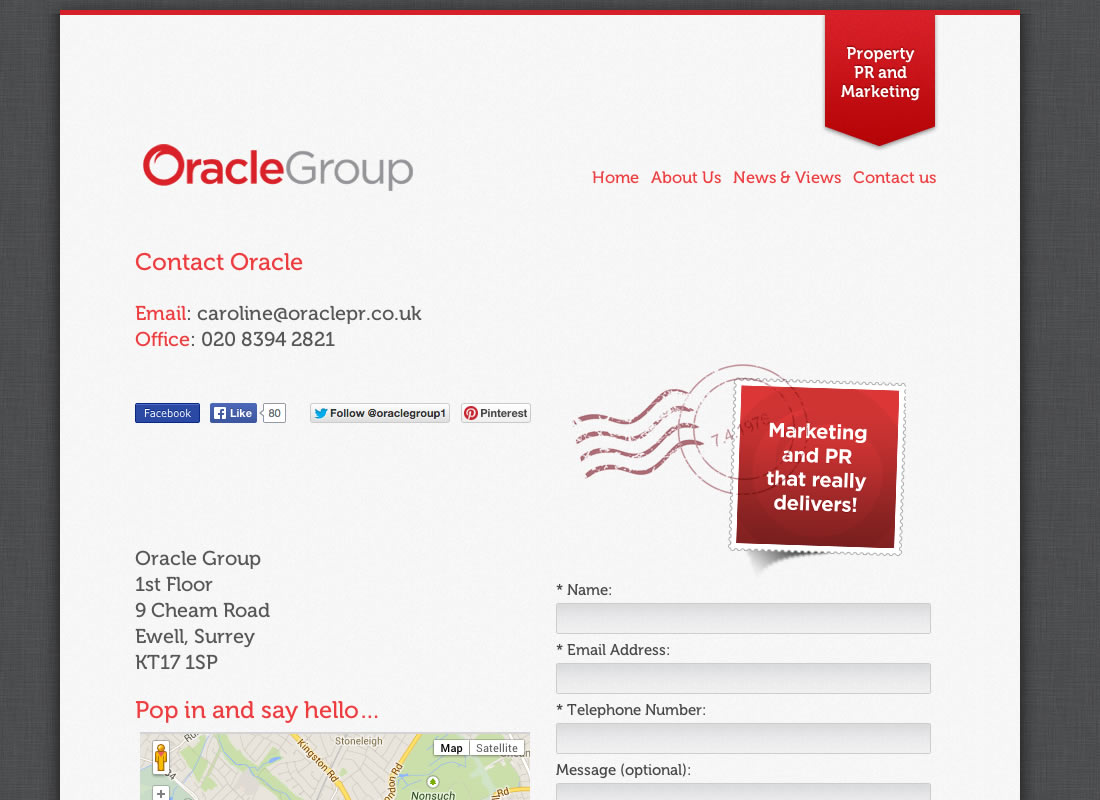 Property
PR and
Marketing
OracleGroup
Home About Us News & Views Contact us
Contact Oracle
Email: caroline@oraclepr.co.uk
Office: 020 8394 2821
Facebook Like 80 Follow @oraclegroup1 Pinterest
7.4.1976
Marketing
and PR
that really
delivers!
Oracle Group
1st Floor
9 Cheam Road
Ewell, Surrey
KT17 1SP
* Name:
* Email Address:
* Telephone Number:
Message (optional):
Pop in and say hello...
Stoneleigh
Map Satellite
Kingston Rd
Nonsuch